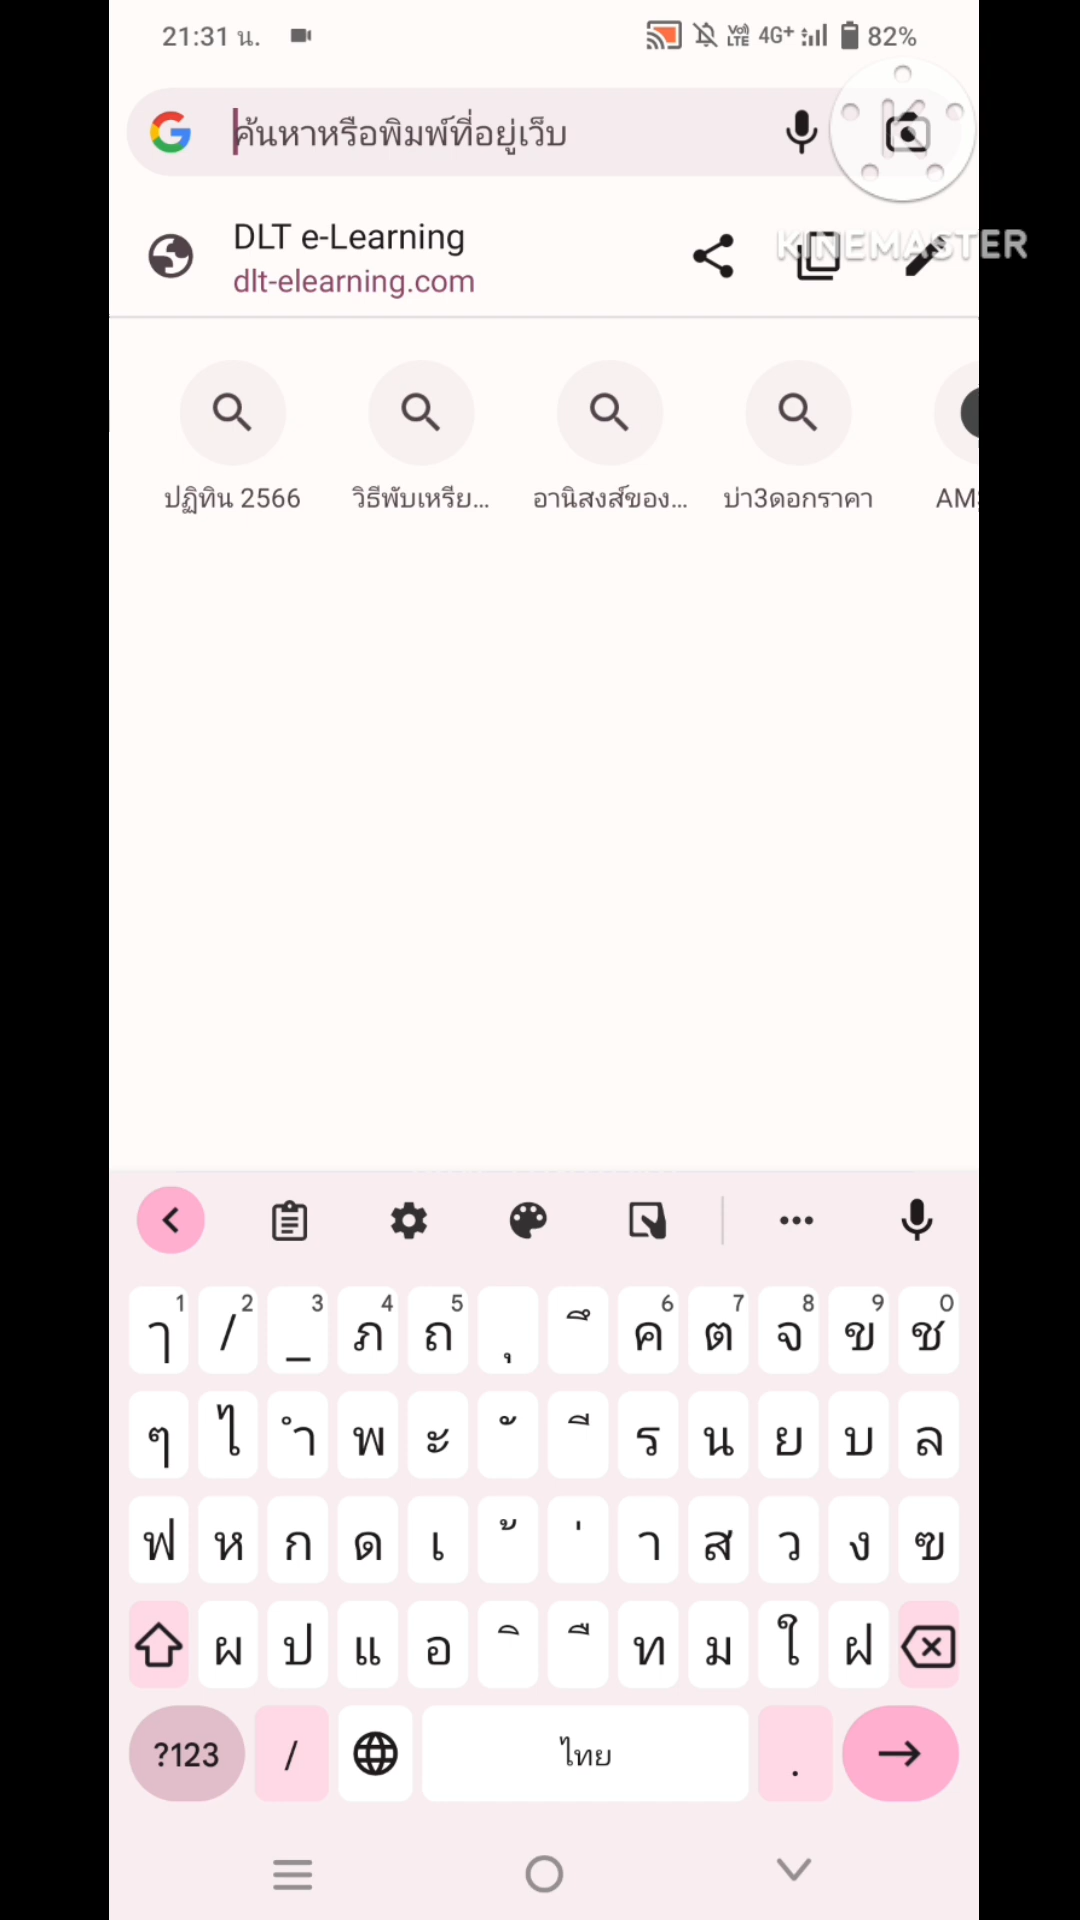 21:31 น. VoLTE 4G+ 82%
ค้นหาหรือพิมพ์ที่อยู่เว็บ
DLT e-Learning
dlt-elearning.com
KINEMASTER
ปฏิทิน 2566 วิธีพับเหรีย... อานิสงส์ของ... บ่า3ดอกราคา AM
1 2 3 4 5 6 7 8 9 0
ๅ / _ ภ ถ ุ ึ ค ต จ ข ช
ๆ ไ ำ พ ะ ั ี ร น ย บ ล
ฟ ห ก ด เ ้ ่ า ส ว ง ฃ
ผ ป แ อ ิ ื ท ม ใ ฝ
?123 / ไทย .